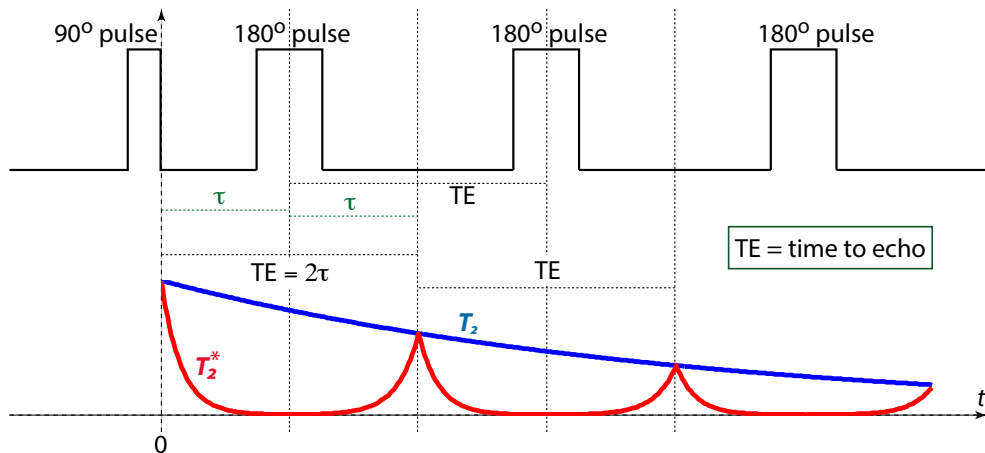 90° pulse
180° pulse
180° pulse
180° pulse
TE
τ
τ
TE = time to echo
TE = 2τ
TE
T₂
T₂*
t
0